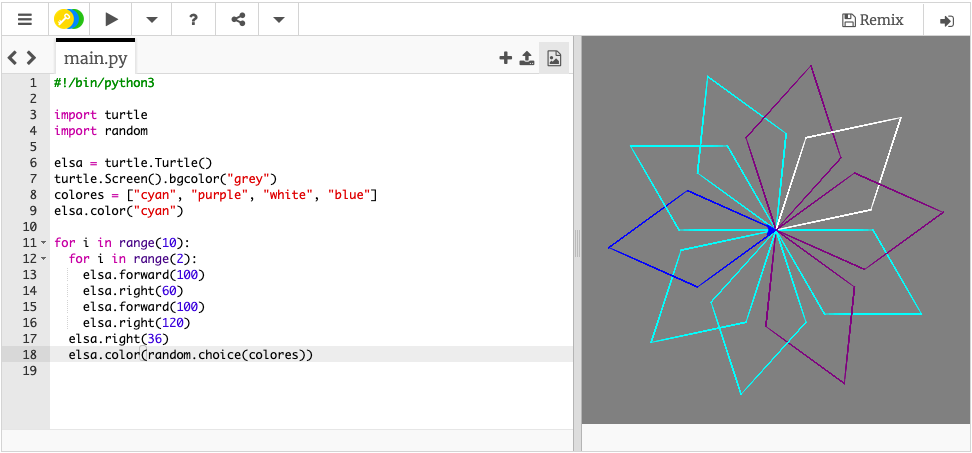 ? Remix
main.py
1 #!/bin/python3
2
3 import turtle
4 import random
5
6 elsa = turtle.Turtle()
7 turtle.Screen().bgcolor("grey")
8 colores = ["cyan", "purple", "white", "blue"]
9 elsa.color("cyan")
10
11 for i in range(10):
12   for i in range(2):
13     elsa.forward(100)
14     elsa.right(60)
15     elsa.forward(100)
16     elsa.right(120)
17   elsa.right(36)
18   elsa.color(random.choice(colores))
19